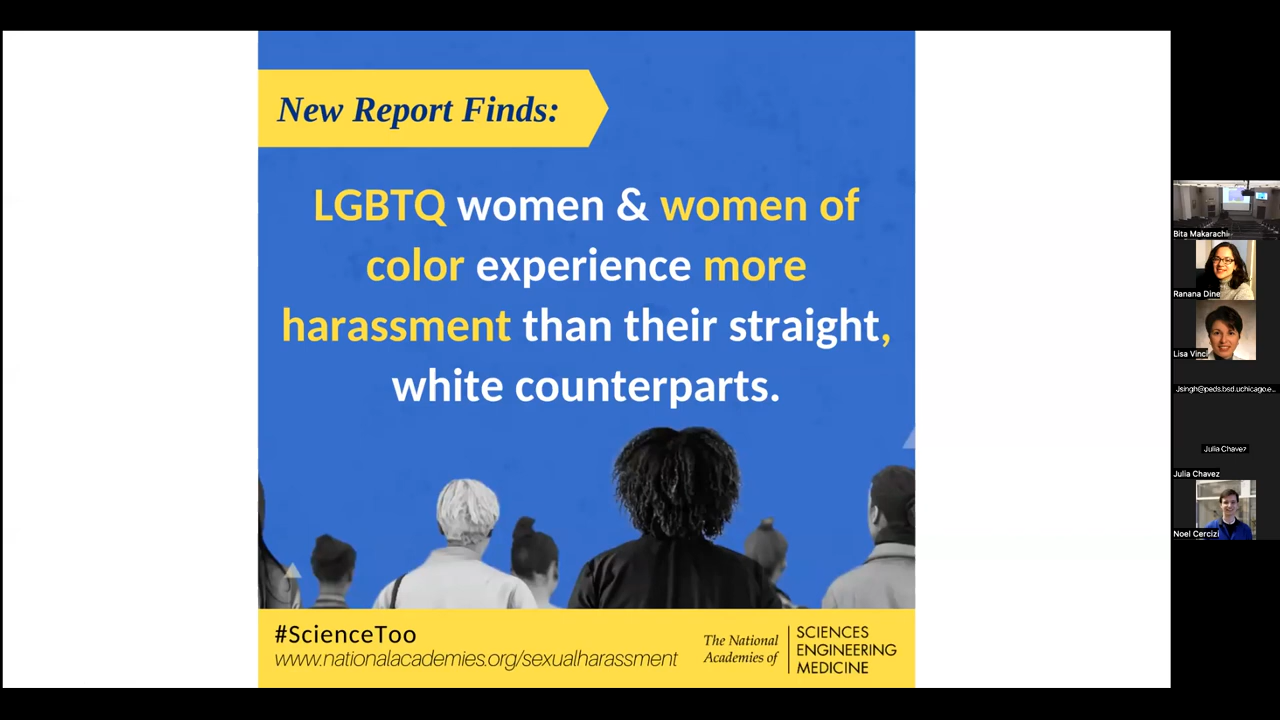 New Report Finds:
LGBTQ women & women of
color experience more
harassment than their straight,
white counterparts.
#ScienceToo
www.nationalacademies.org/sexualharassment
The National
Academies of
SCIENCES
ENGINEERING
MEDICINE
Bita Makarachi
Ranana Dine
Lisa Vinci
Jsingh@peds.bsd.uchicago.e...
Julia Chavez
Julia Chavez
Noel Cercizi